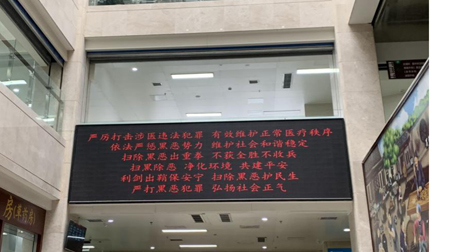 严厉打击涉医违法犯罪 有效维护正常医疗秩序
依法严惩黑恶势力 维护社会和谐稳定
扫除黑恶出重拳 不获全胜不收兵
扫黑除恶 净化环境 共建平安
利剑出鞘保安宁 扫除黑恶护民生
严打黑恶犯罪 弘扬社会正气